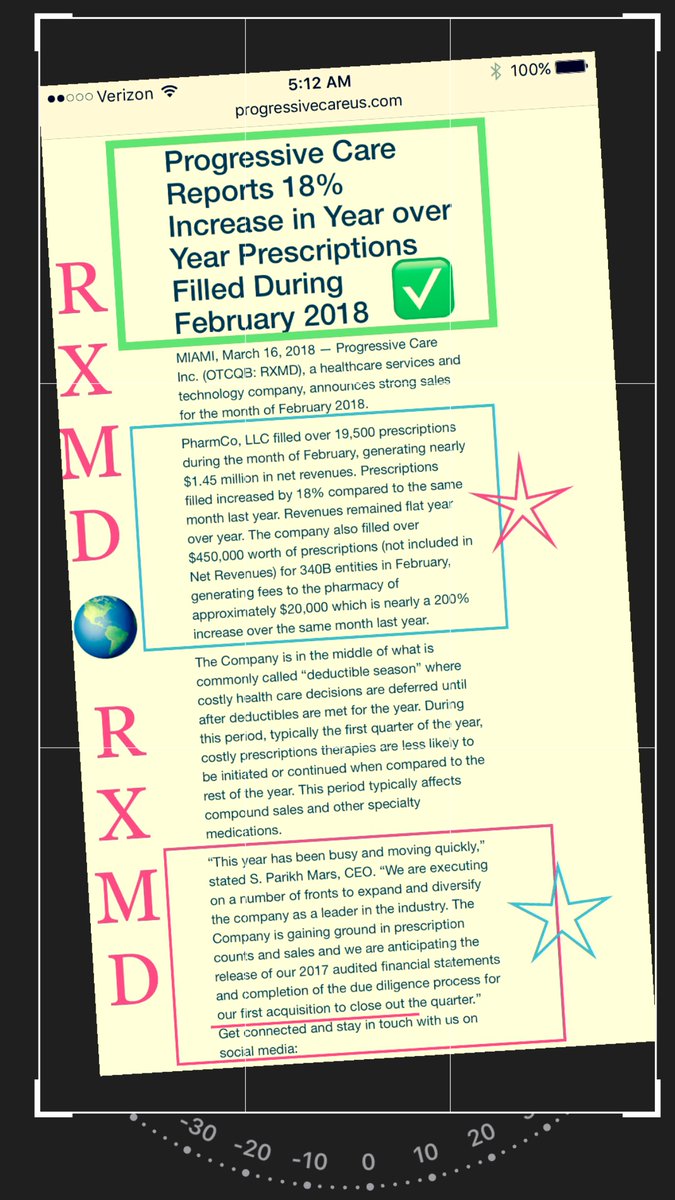 Verizon 5:12 AM 100%
progressivecareus.com
Progressive Care
Reports 18%
Increase in Year over
Year Prescriptions
Filled During
February 2018
MIAMI, March 16, 2018 — Progressive Care
Inc. (OTCQB: RXMD), a healthcare services and
technology company, announces strong sales
for the month of February 2018.
PharmCo, LLC filled over 19,500 prescriptions
during the month of February, generating nearly
$1.45 million in net revenues. Prescriptions
filled increased by 18% compared to the same
month last year. Revenues remained flat year
over year. The company also filled over
$450,000 worth of prescriptions (not included in
Net Revenues) for 340B entities in February,
generating fees to the pharmacy of
approximately $20,000 which is nearly a 200%
increase over the same month last year.
The Company is in the middle of what is
commonly called “deductible season” where
costly health care decisions are deferred until
after deductibles are met for the year. During
this period, typically the first quarter of the year,
costly prescriptions therapies are less likely to
be initiated or continued when compared to the
rest of the year. This period typically affects
compound sales and other specialty
medications.
“This year has been busy and moving quickly,”
stated S. Parikh Mars, CEO. “We are executing
on a number of fronts to expand and diversify
the company as a leader in the industry. The
Company is gaining ground in prescription
counts and sales and we are anticipating the
release of our 2017 audited financial statements
and completion of the due diligence process for
our first acquisition to close out the quarter.”
Get connected and stay in touch with us on
social media:
R
X
M
D
R
X
M
D
-30 -20 -10 0 10 20